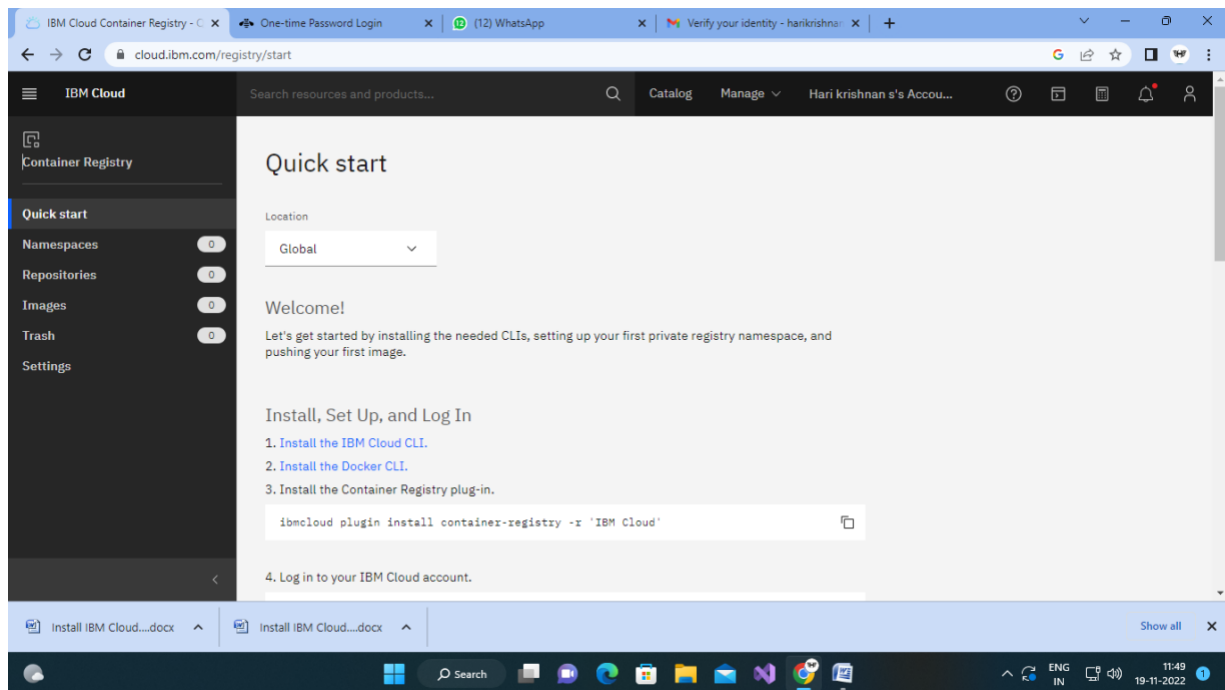 IBM Cloud Container Registry - C
One-time Password Login
(12) WhatsApp
Verify your identity - harikrishnan
cloud.ibm.com/registry/start
IBM Cloud
Search resources and products...
Catalog
Manage
Hari krishnan s's Accou...
Container Registry
Quick start
Namespaces 0
Repositories 0
Images 0
Trash 0
Settings
Quick start
Location
Global
Welcome!
Let's get started by installing the needed CLIs, setting up your first private registry namespace, and
pushing your first image.
Install, Set Up, and Log In
1. Install the IBM Cloud CLI.
2. Install the Docker CLI.
3. Install the Container Registry plug-in.
ibmcloud plugin install container-registry -r 'IBM Cloud'
4. Log in to your IBM Cloud account.
Install IBM Cloud....docx
Install IBM Cloud....docx
Show all
Search
ENG
IN
11:49
19-11-2022
1